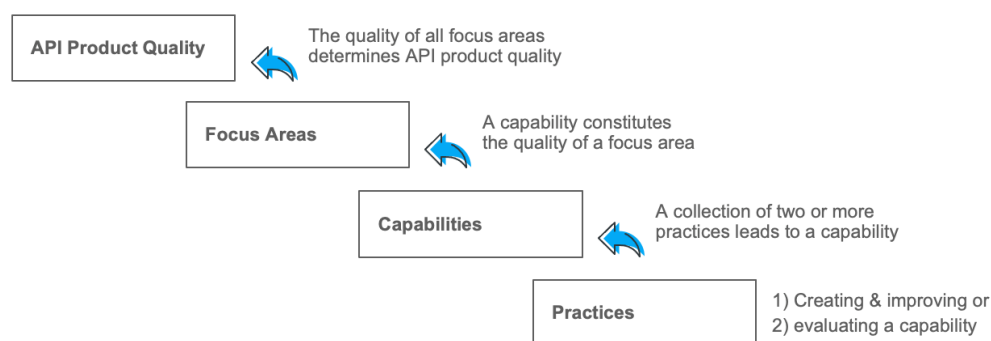 API Product Quality
The quality of all focus areas
determines API product quality
Focus Areas
A capability constitutes
the quality of a focus area
Capabilities
A collection of two or more
practices leads to a capability
Practices
1) Creating & improving or
2) evaluating a capability